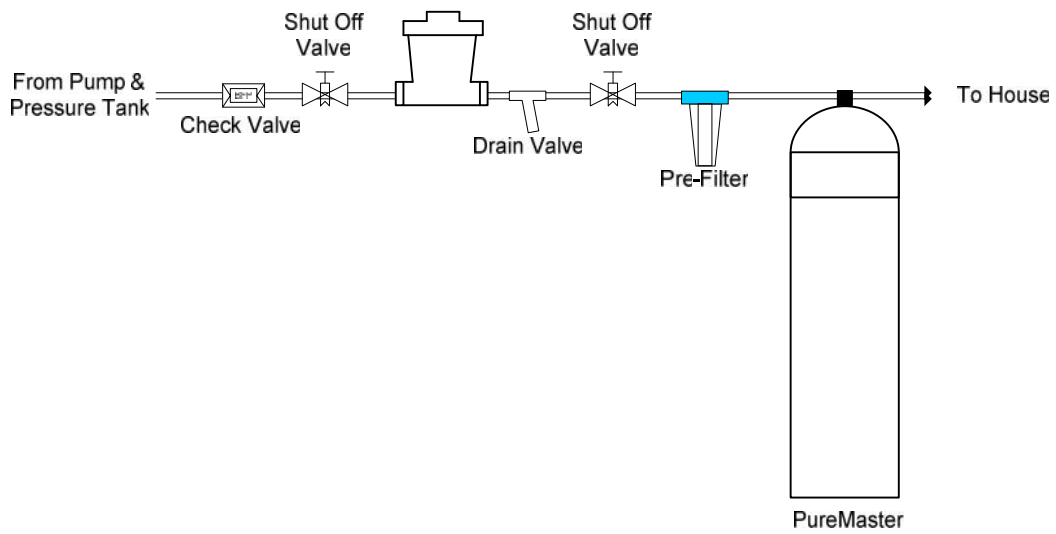 Shut Off
Valve
Shut Off
Valve
From Pump &
Pressure Tank
To House
Check Valve
Drain Valve
Pre-Filter
PureMaster